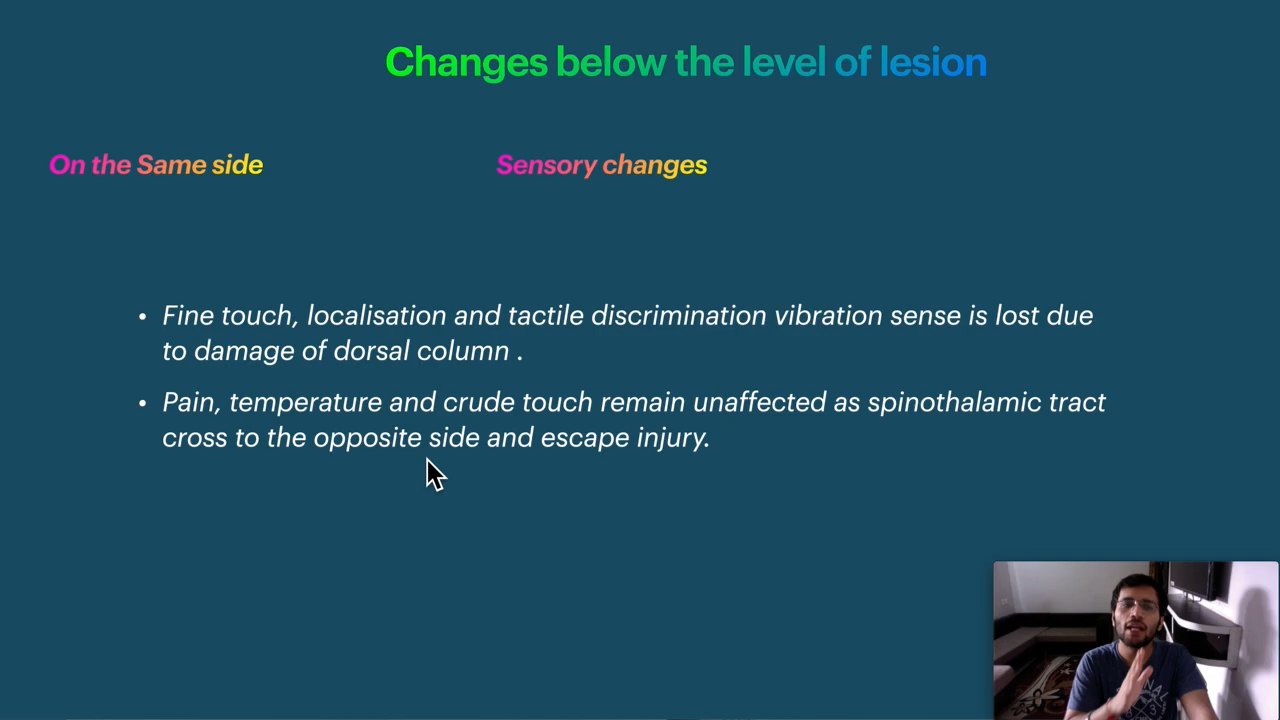 Changes below the level of lesion
On the Same side
Sensory changes
• Fine touch, localisation and tactile discrimination vibration sense is lost due
to damage of dorsal column .
• Pain, temperature and crude touch remain unaffected as spinothalamic tract
cross to the opposite side and escape injury.